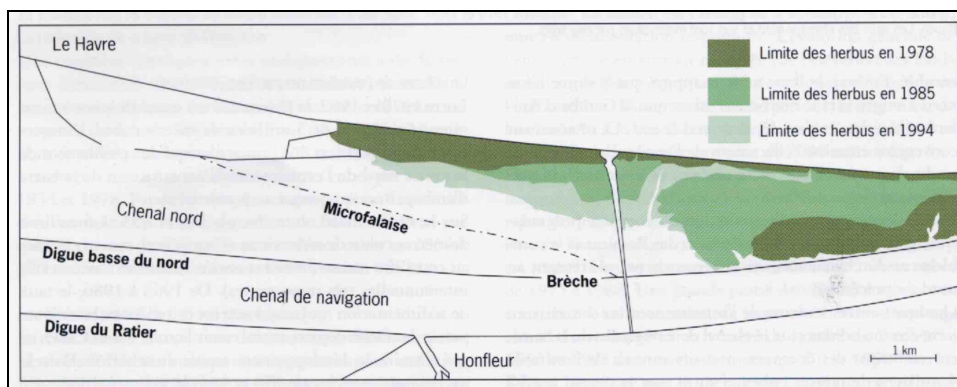 Le Havre
Limite des herbus en 1978
Limite des herbus en 1985
Limite des herbus en 1994
Chenal nord
Microfalaise
Digue basse du nord
Brèche
Chenal de navigation
Digue du Ratier
Honfleur
1 km